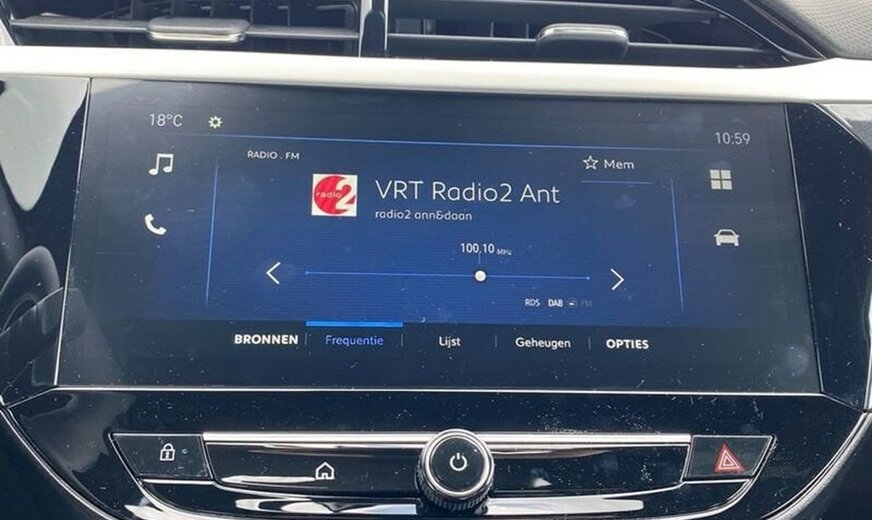 18°C
10:59
RADIO . FM
Mem
radio 2
VRT Radio2 Ant
radio2 ann&daan
100,10 MHz
RDS DAB FM
BRONNEN Frequentie Lijst Geheugen OPTIES